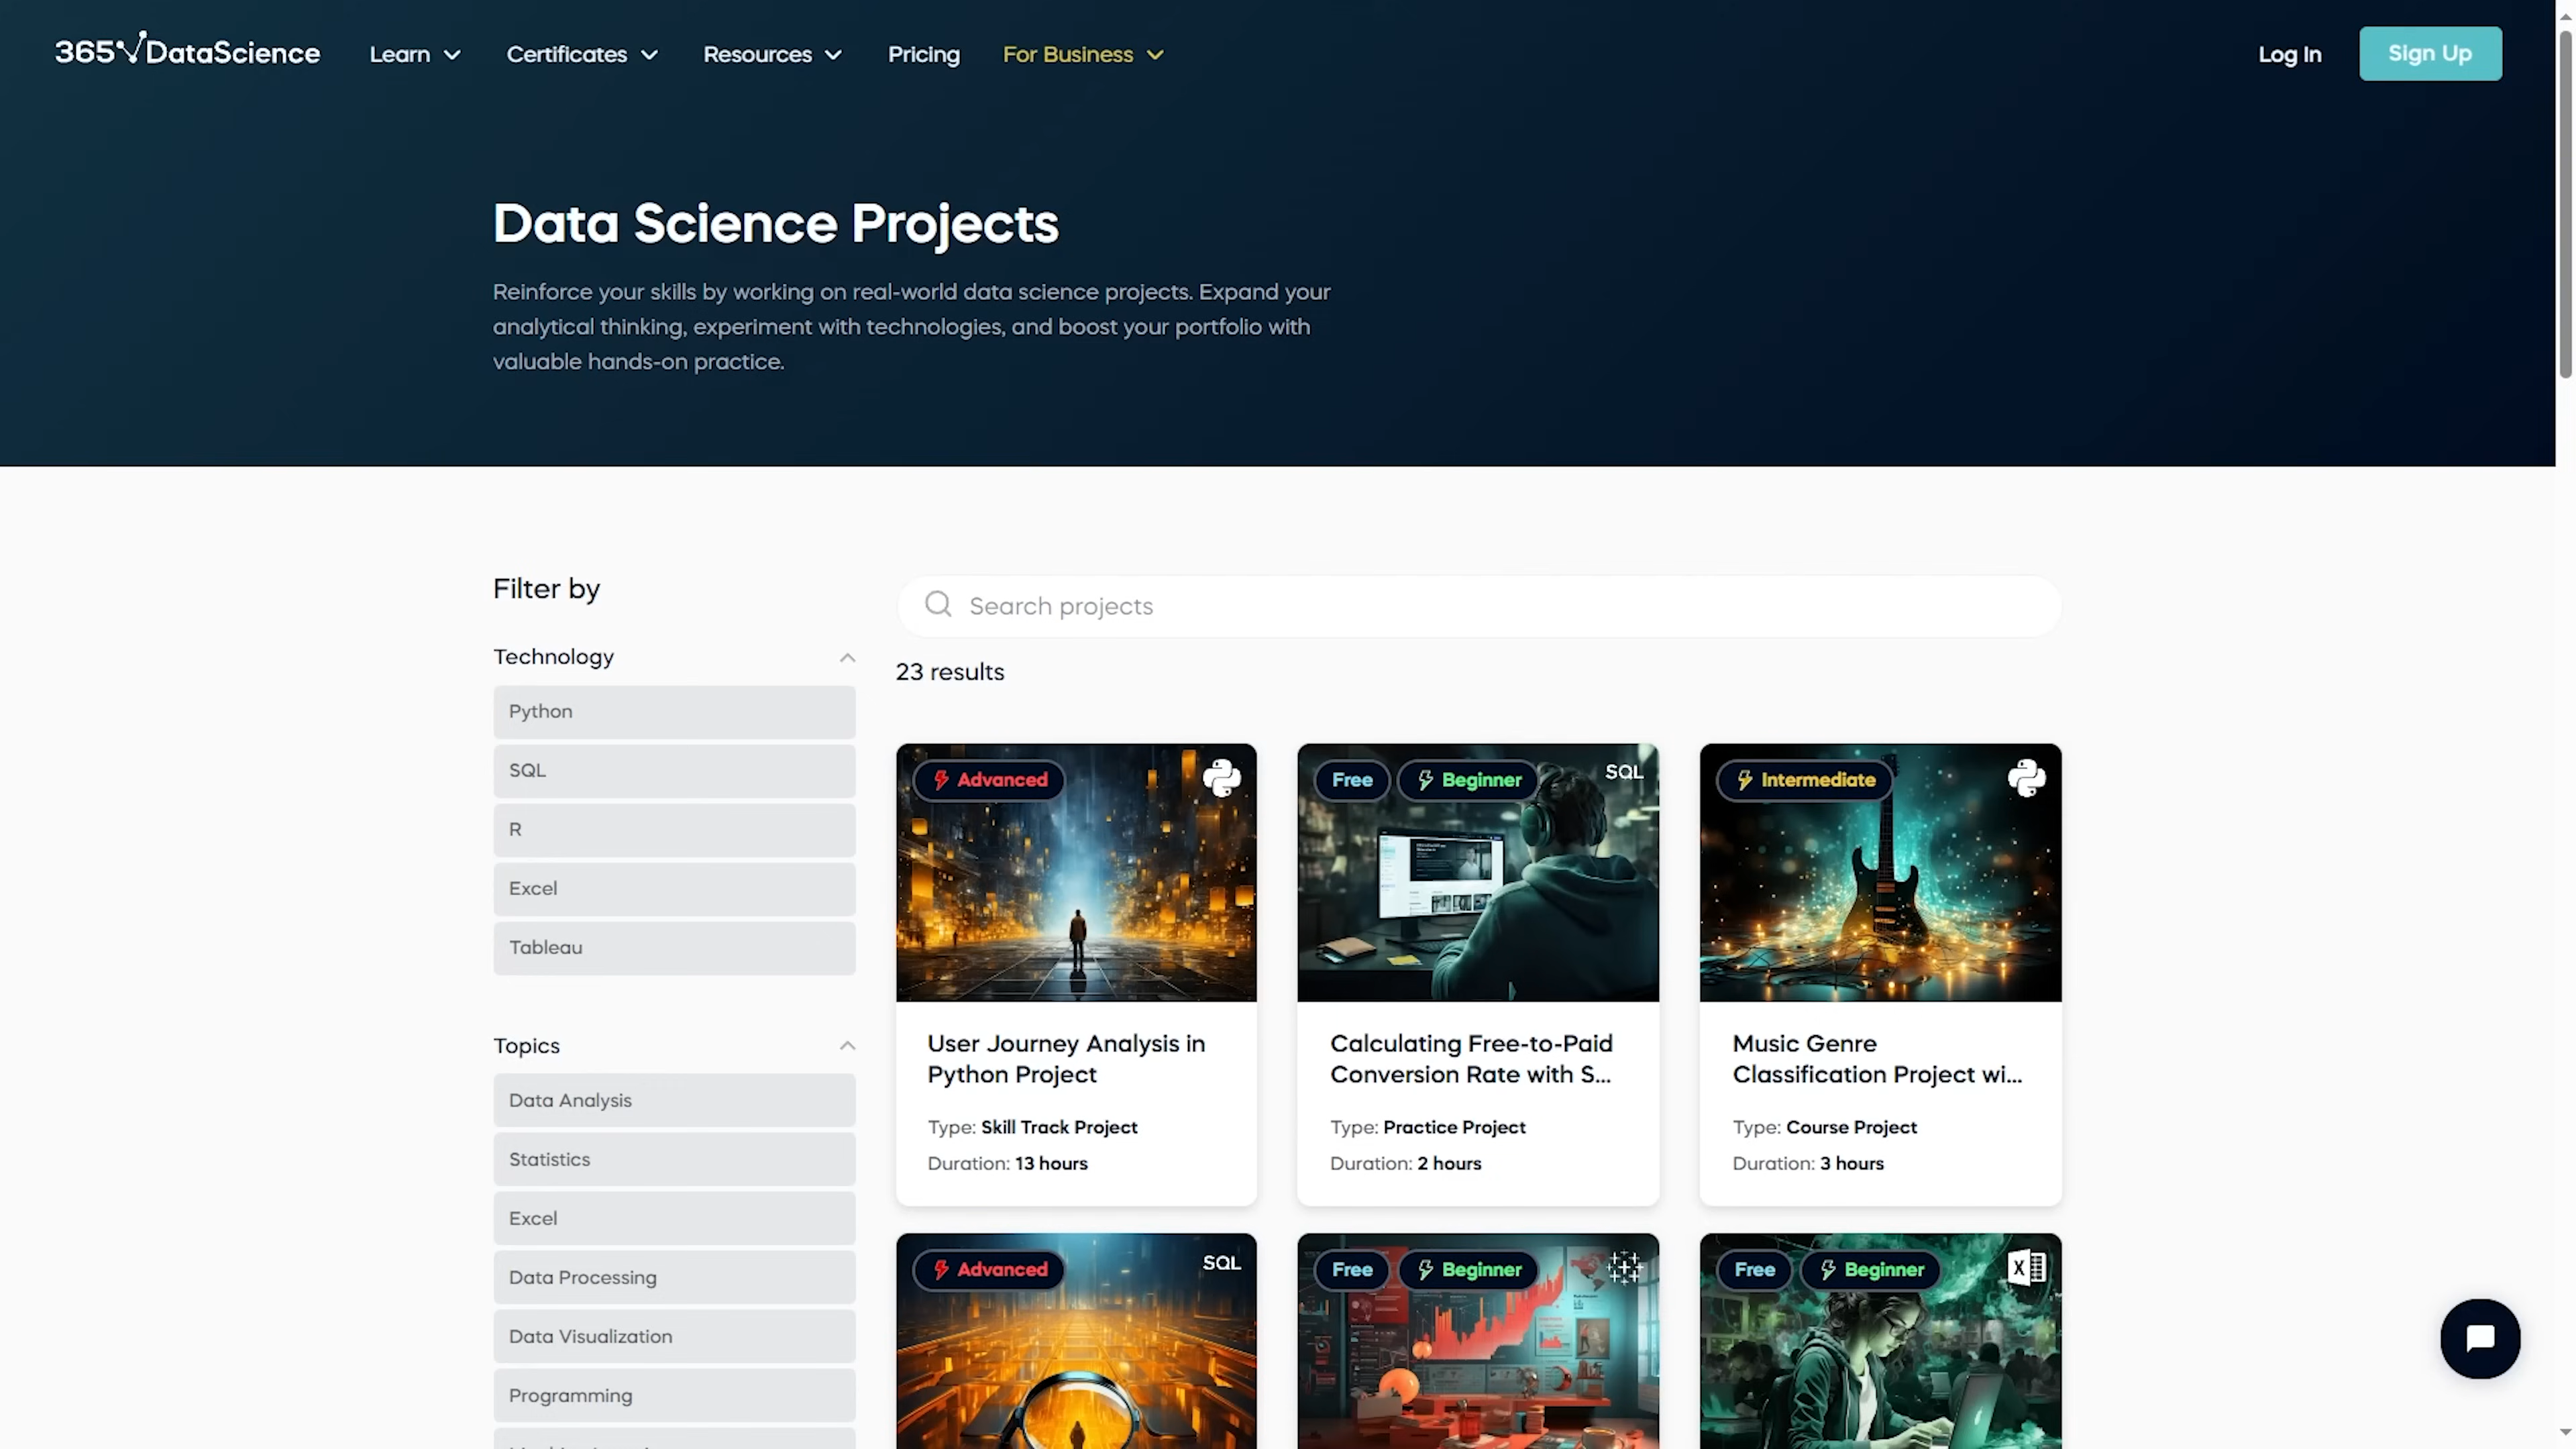 365 DataScience
Learn
Certificates
Resources
Pricing
For Business
Log In
Sign Up
Data Science Projects
Reinforce your skills by working on real-world data science projects. Expand your
analytical thinking, experiment with technologies, and boost your portfolio with
valuable hands-on practice.
Filter by
Technology
Python
SQL
R
Excel
Tableau
Topics
Data Analysis
Statistics
Excel
Data Processing
Data Visualization
Programming
Search projects
23 results
Advanced
User Journey Analysis in
Python Project
Type: Skill Track Project
Duration: 13 hours
Free
Beginner
SQL
Calculating Free-to-Paid
Conversion Rate with S...
Type: Practice Project
Duration: 2 hours
Intermediate
Music Genre
Classification Project wi...
Type: Course Project
Duration: 3 hours
Advanced
SQL
Free
Beginner
Free
Beginner
X